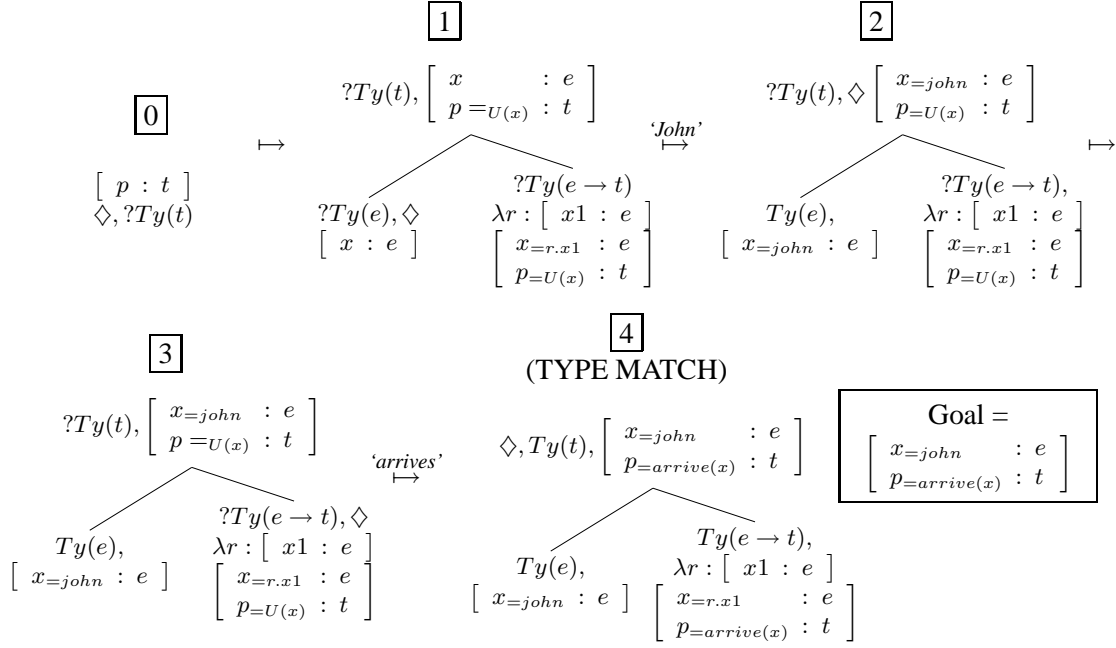 0
[ p : t ]
◇, ?Ty(t)
↦
1
?Ty(t), [ x : e
p =U(x) : t ]
?Ty(e), ◇
[ x : e ]
?Ty(e → t)
λr : [ x1 : e ]
[ x=r.x1 : e
p=U(x) : t ]
'John'
↦
2
?Ty(t), ◇ [ x=john : e
p=U(x) : t ]
Ty(e),
[ x=john : e ]
?Ty(e → t),
λr : [ x1 : e ]
[ x=r.x1 : e
p=U(x) : t ]
↦
3
?Ty(t), [ x=john : e
p =U(x) : t ]
Ty(e),
[ x=john : e ]
?Ty(e → t), ◇
λr : [ x1 : e ]
[ x=r.x1 : e
p=U(x) : t ]
'arrives'
↦
4
(TYPE MATCH)
◇, Ty(t), [ x=john : e
p=arrive(x) : t ]
Ty(e),
[ x=john : e ]
Ty(e → t),
λr : [ x1 : e ]
[ x=r.x1 : e
p=arrive(x) : t ]
Goal =
[ x=john : e
p=arrive(x) : t ]